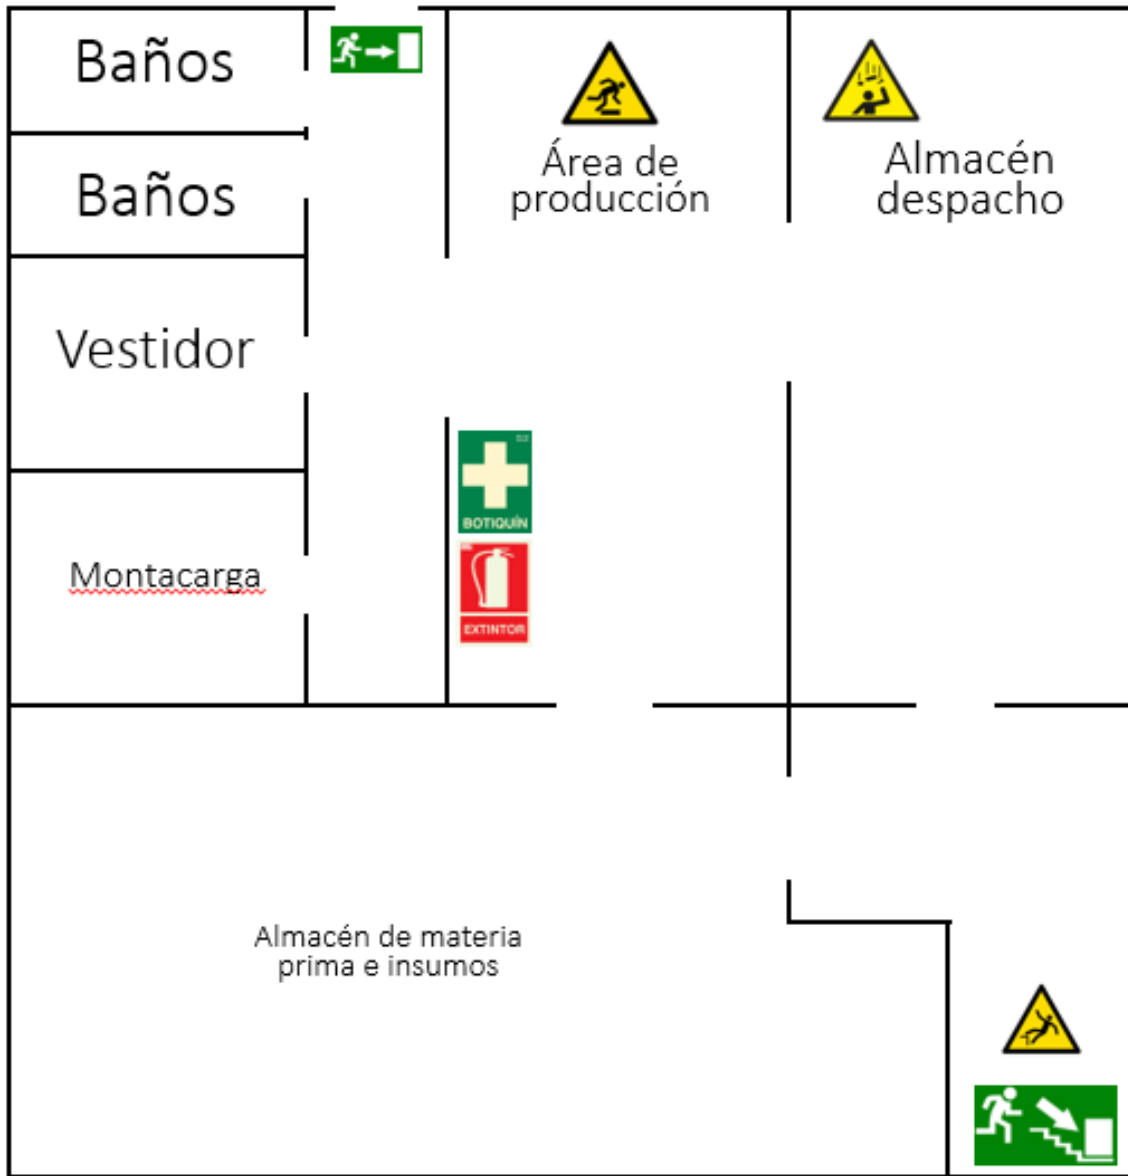 Baños
Baños
Vestidor
Montacarga
Área de
producción
Almacén
despacho
BOTIQUÍN
EXTINTOR
Almacén de materia
prima e insumos